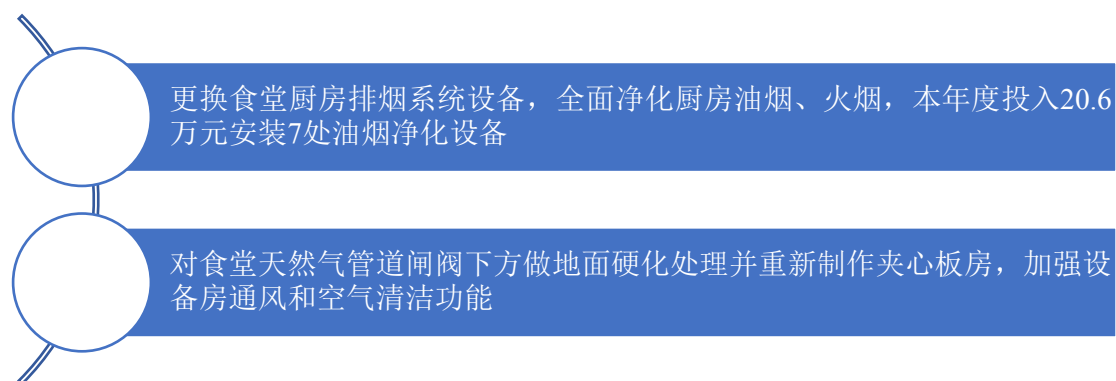 更换食堂厨房排烟系统设备，全面净化厨房油烟、火烟，本年度投入20.6
万元安装7处油烟净化设备
对食堂天然气管道闸阀下方做地面硬化处理并重新制作夹心板房，加强设
备房通风和空气清洁功能